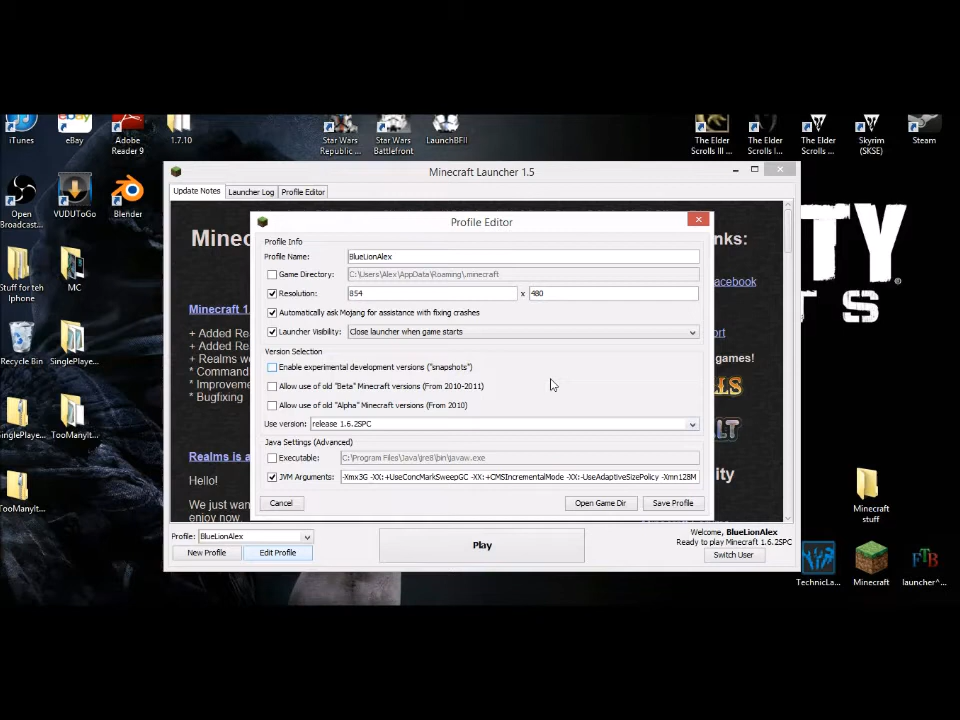 iTunes
eBay
Adobe
Reader 9
1.7.10
Star Wars
Republic ...
Star Wars
Battlefront
LaunchBFII
The Elder
Scrolls III ...
The Elder
Scrolls I...
The Elder
Scrolls ...
Skyrim
(SKSE)
Steam
Minecraft Launcher 1.5
Update Notes
Launcher Log
Profile Editor
Open
Broadcast...
VUDUToGo
Blender
Profile Editor
Minec
nks:
TY
S
Profile Info
Profile Name:
BlueLionAlex
Game Directory:
C:\Users\Alex\AppData\Roaming\.minecraft
Resolution:
854
x
480
Automatically ask Mojang for assistance with fixing crashes
Launcher Visibility:
Close launcher when game starts
Version Selection
Enable experimental development versions ("snapshots")
Allow use of old "Beta" Minecraft versions (From 2010-2011)
Allow use of old "Alpha" Minecraft versions (From 2010)
Use version:
release 1.6.2SPC
Java Settings (Advanced)
Executable:
C:\Program Files\Java\jre8\bin\javaw.exe
JVM Arguments:
-Xmx3G -XX:+UseConcMarkSweepGC -XX:+CMSIncrementalMode -XX:-UseAdaptiveSizePolicy -Xmn128M
Cancel
Open Game Dir
Save Profile
acebook
ort
games!
LS
LT
ity
Minecraft 1.
+ Added Re
+ Added Re
+ Realms w
* Command
* Improveme
* Bugfixing
Realms is a
Hello!
We just wan
enjoy now.
Stuff for teh
Iphone
MC
Recycle Bin
SinglePlaye...
inglePlaye...
TooManyIt...
TooManyIt...
Profile:
BlueLionAlex
New Profile
Edit Profile
Play
Welcome, BlueLionAlex
Ready to play Minecraft 1.6.2SPC
Switch User
Minecraft
stuff
TechnicLa...
Minecraft
FTB
launcher^...